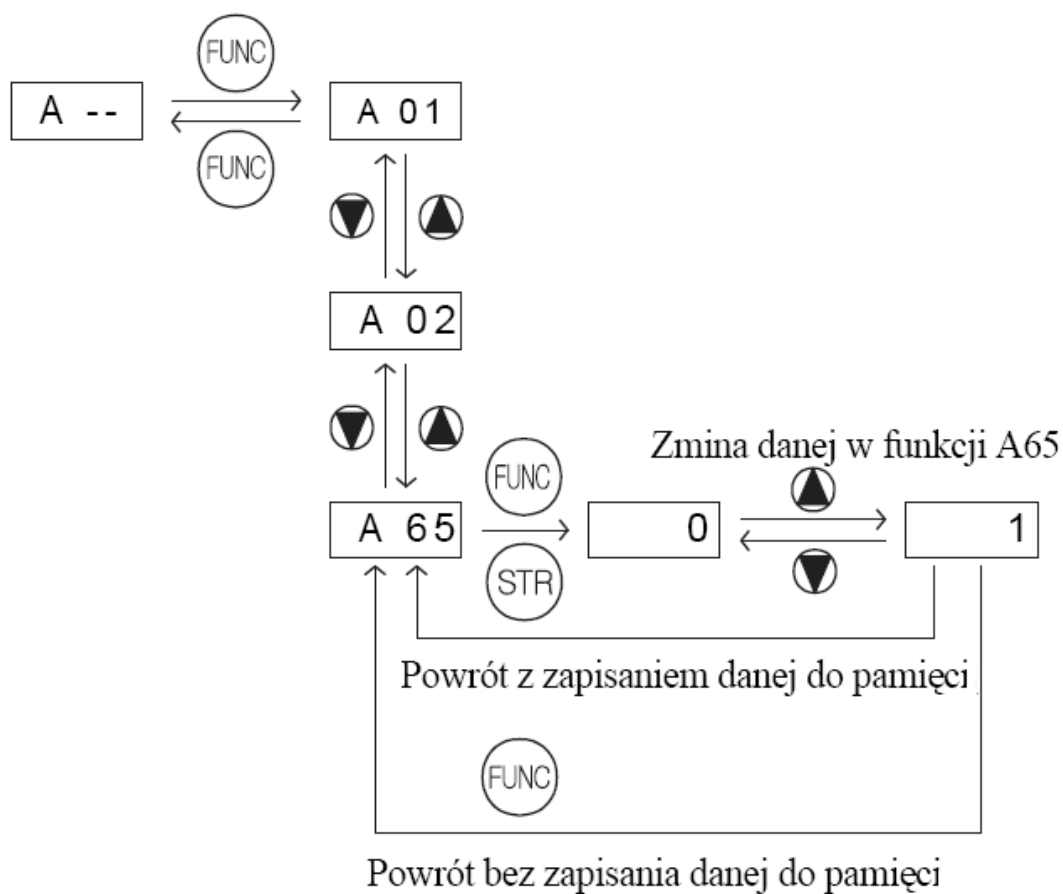 FUNC
A -- A 01
FUNC
A 02
Zmina danej w funkcji A65
FUNC
A 65 0 1
STR
Powrót z zapisaniem danej do pamięci
FUNC
Powrót bez zapisania danej do pamięci